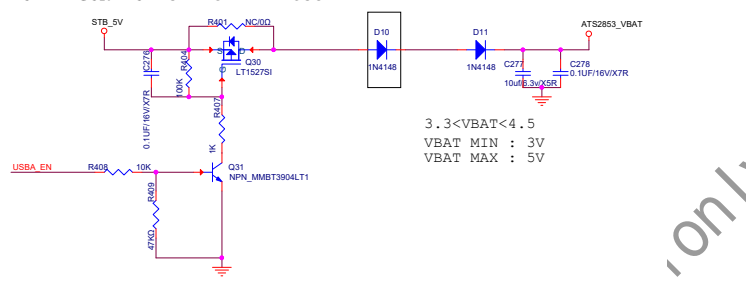 STB_5V
R401
NC/0Ω
D10
D11
ATS2853_VBAT
S
D
G
Q30
LT1527SI
C276
0.1UF/16V/X7R
R404
100K
1N4148
1N4148
C277
10uf/6.3v/X5R
C278
0.1UF/16V/X7R
R407
1K
3.3<VBAT<4.5
VBAT MIN : 3V
VBAT MAX : 5V
USBA_EN
R408
10K
Q31
NPN_MMBT3904LT1
R409
47KΩ